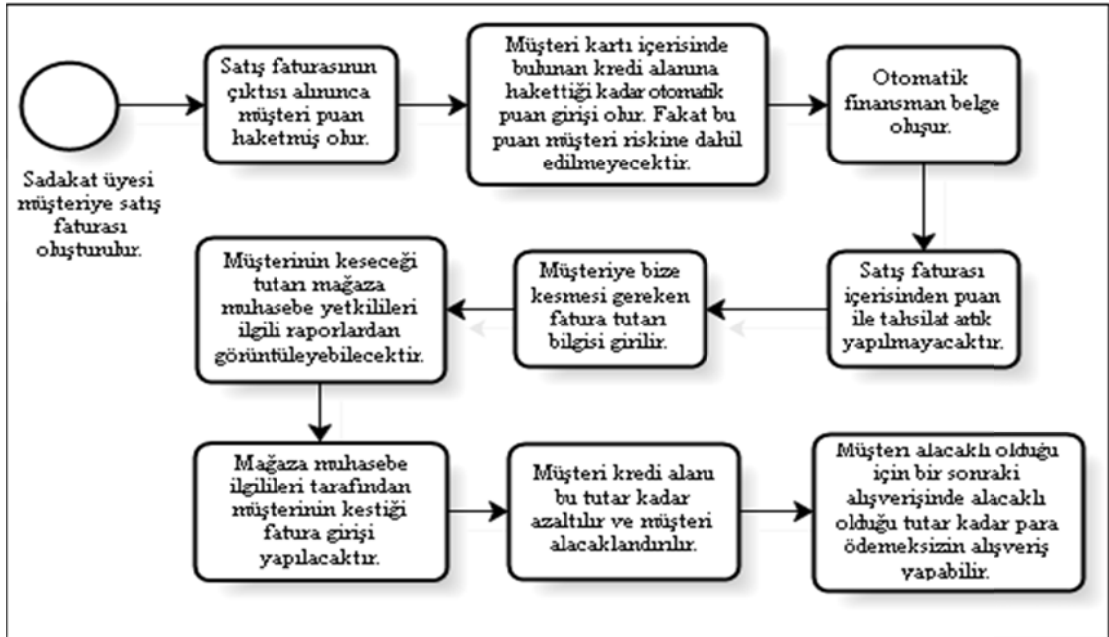 Sadakat üyesi
müşteriye satış
faturası
oluşturulur.
Satış faturasının
çıktısı alınınca
müşteri puan
haketmiş olur.
Müşteri kartı içerisinde
bulunan kredi alanına
hakettiği kadar otomatik
puan girişi olur. Fakat bu
puan müşteri riskine dahil
edilmeyecektir.
Otomatik
finansman belge
oluşur.
Satış faturası
içerisinden puan
ile tahsilat artık
yapılmayacaktır.
Müşteriye bize
kesmesi gereken
fatura tutarı
bilgisi girilir.
Müşterinin keseceği
tutarı mağaza
muhasebe yetkilileri
ilgili raporlardan
görüntüleyebilecektir.
Mağaza muhasebe
ilgilileri tarafından
müşterinin kestiği
fatura girişi
yapılacaktır.
Müşteri kredi alanı
bu tutar kadar
azaltılır ve müşteri
alacaklandırılır.
Müşteri alacaklı olduğu
için bir sonraki
alışverişinde alacaklı
olduğu tutar kadar para
ödemeksizin alışveriş
yapabilir.